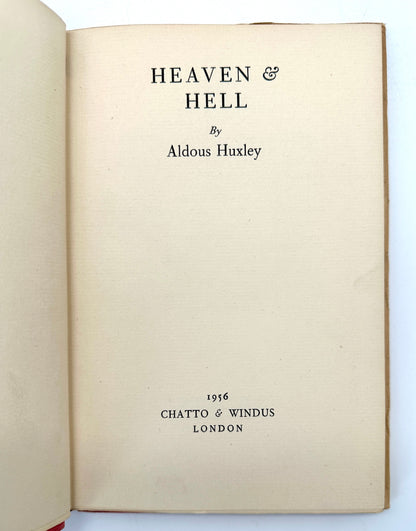 HEAVEN &
HELL
By
Aldous Huxley
1956
CHATTO & WINDUS
LONDON